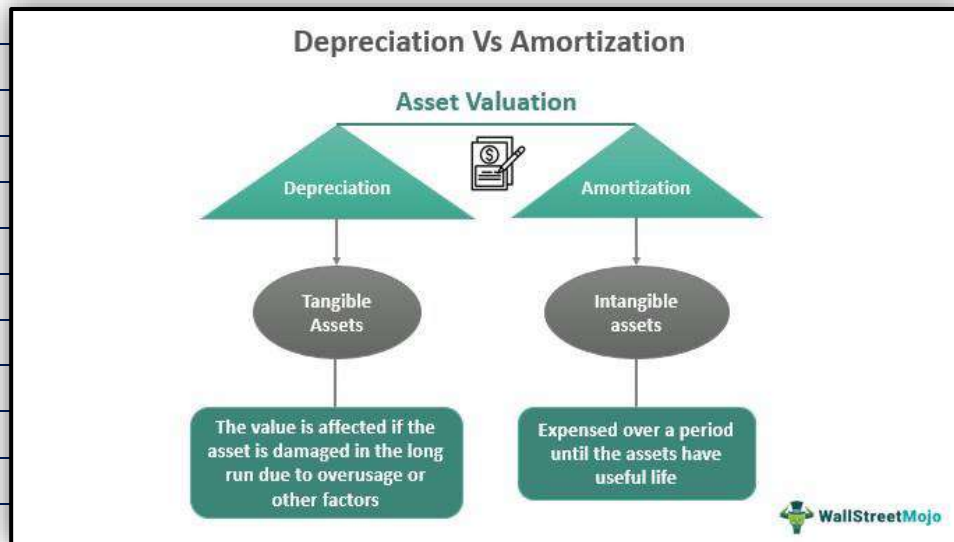 Depreciation Vs Amortization
Asset Valuation
$
Depreciation
Amortization
Tangible
Assets
Intangible
assets
The value is affected if the
asset is damaged in the long
run due to overusage or
other factors
Expensed over a period
until the assets have
useful life
WallStreetMojo